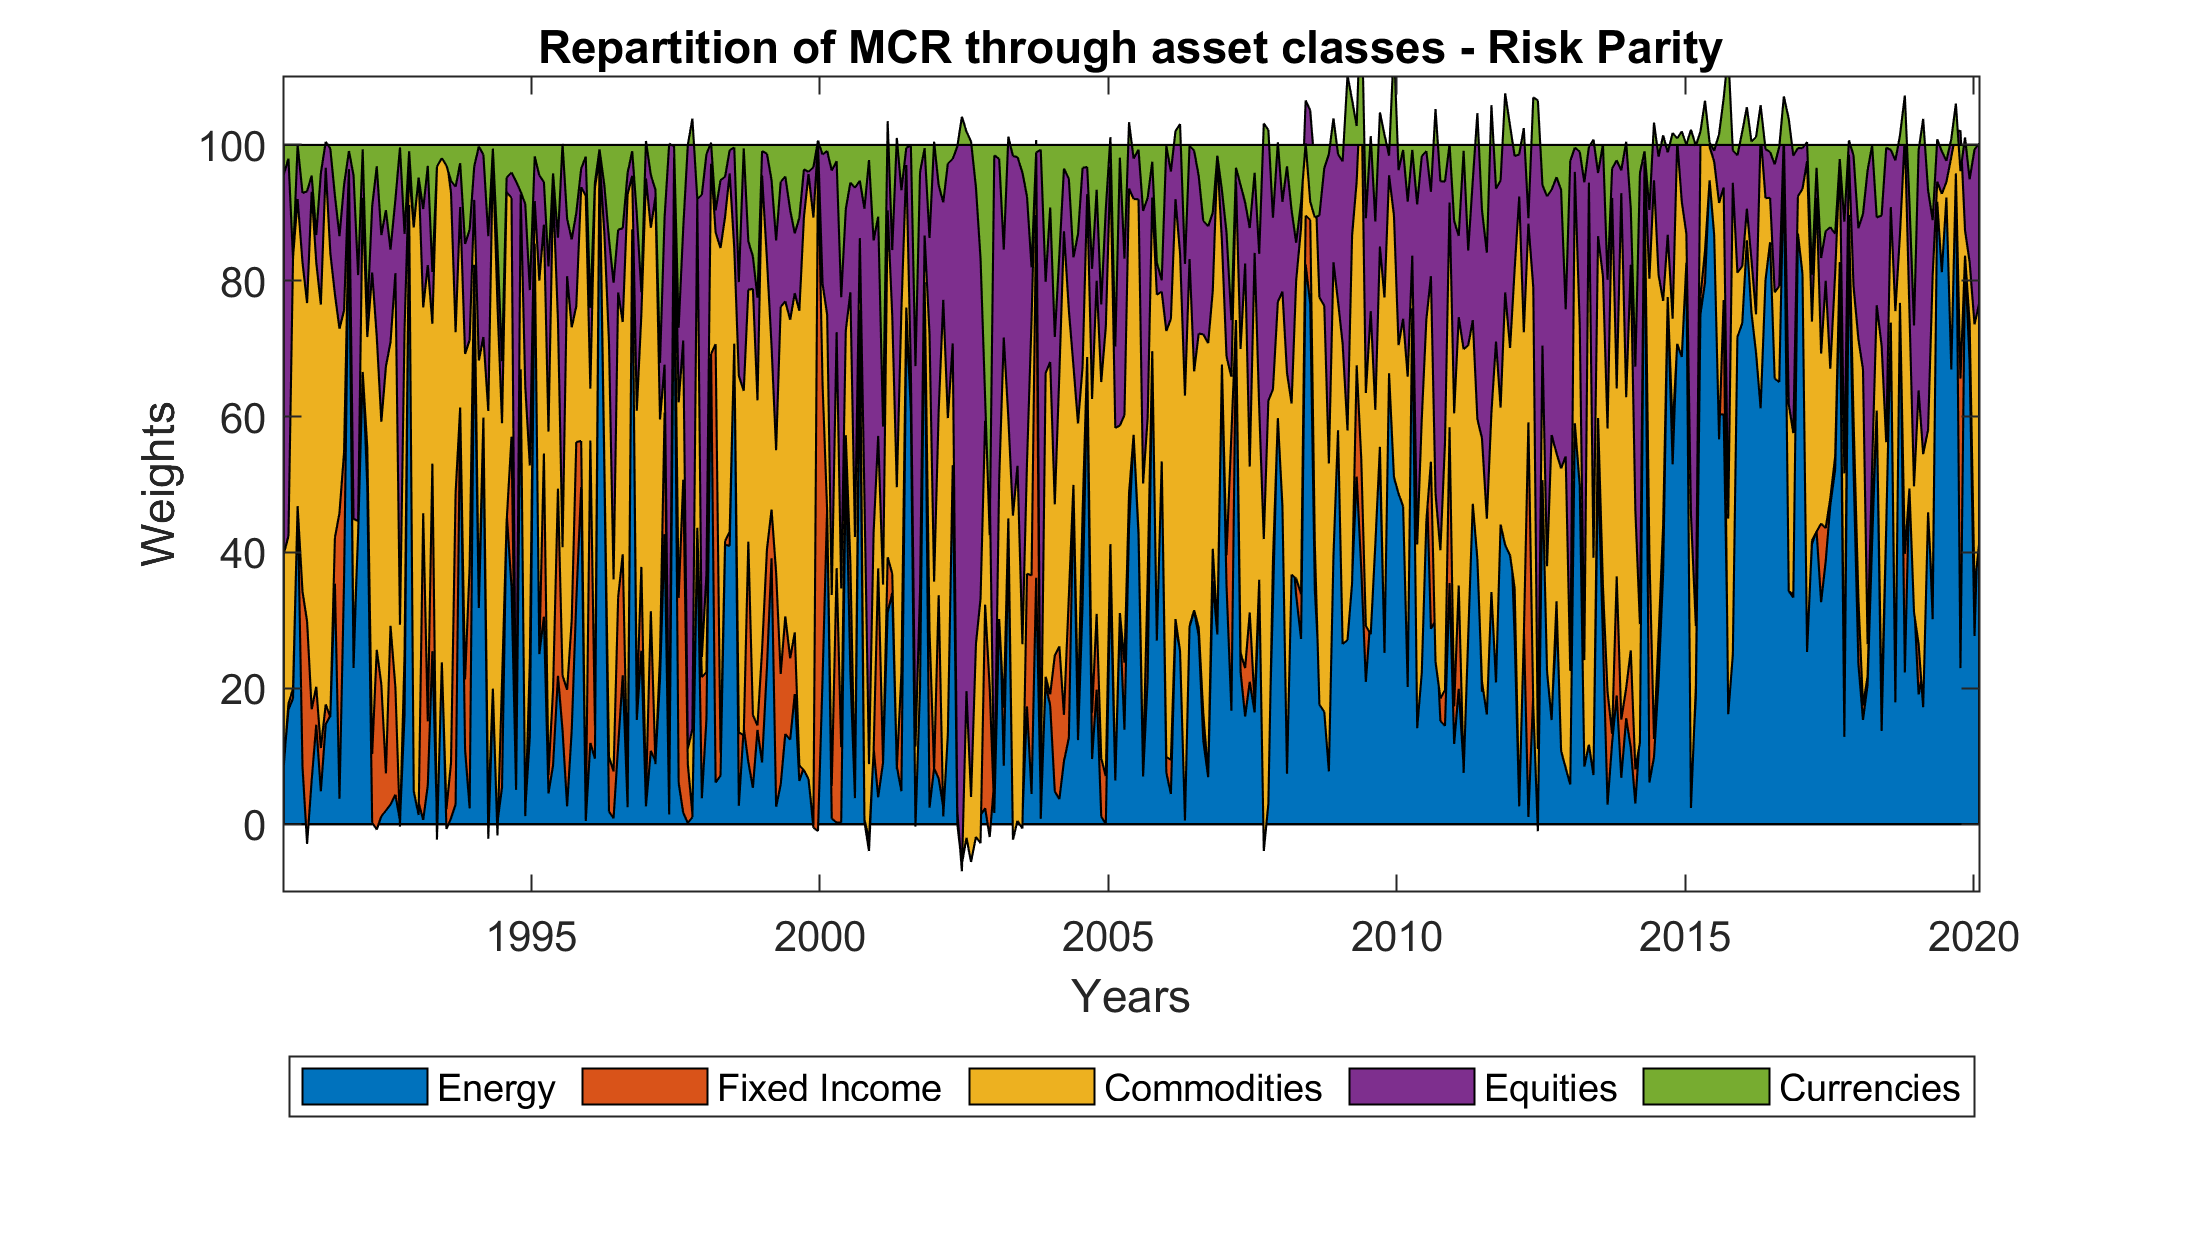 Repartition of MCR through asset classes - Risk Parity
Weights
100
80
60
40
20
0
1995 2000 2005 2010 2015 2020
Years
Energy Fixed Income Commodities Equities Currencies